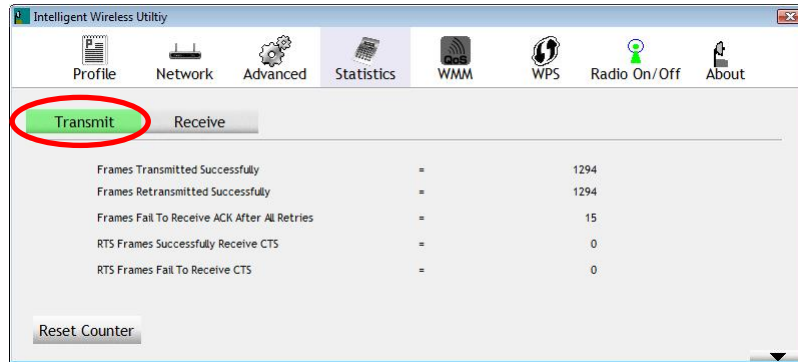 Intelligent Wireless Utiltiy
Profile Network Advanced Statistics QoS WMM WPS Radio On/Off About
Transmit Receive
Frames Transmitted Successfully = 1294
Frames Retransmitted Successfully = 1294
Frames Fail To Receive ACK After All Retries = 15
RTS Frames Successfully Receive CTS = 0
RTS Frames Fail To Receive CTS = 0
Reset Counter